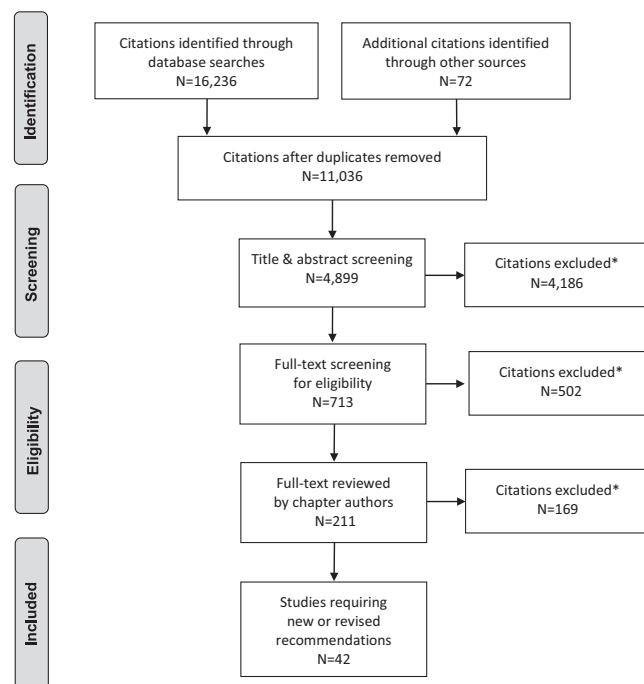 Identification
Citations identified through
database searches
N=16,236
Additional citations identified
through other sources
N=72
Citations after duplicates removed
N=11,036
Screening
Title & abstract screening
N=4,899
Citations excluded*
N=4,186
Eligibility
Full-text screening
for eligibility
N=713
Citations excluded*
N=502
Full-text reviewed
by chapter authors
N=211
Citations excluded*
N=169
Included
Studies requiring
new or revised
recommendations
N=42